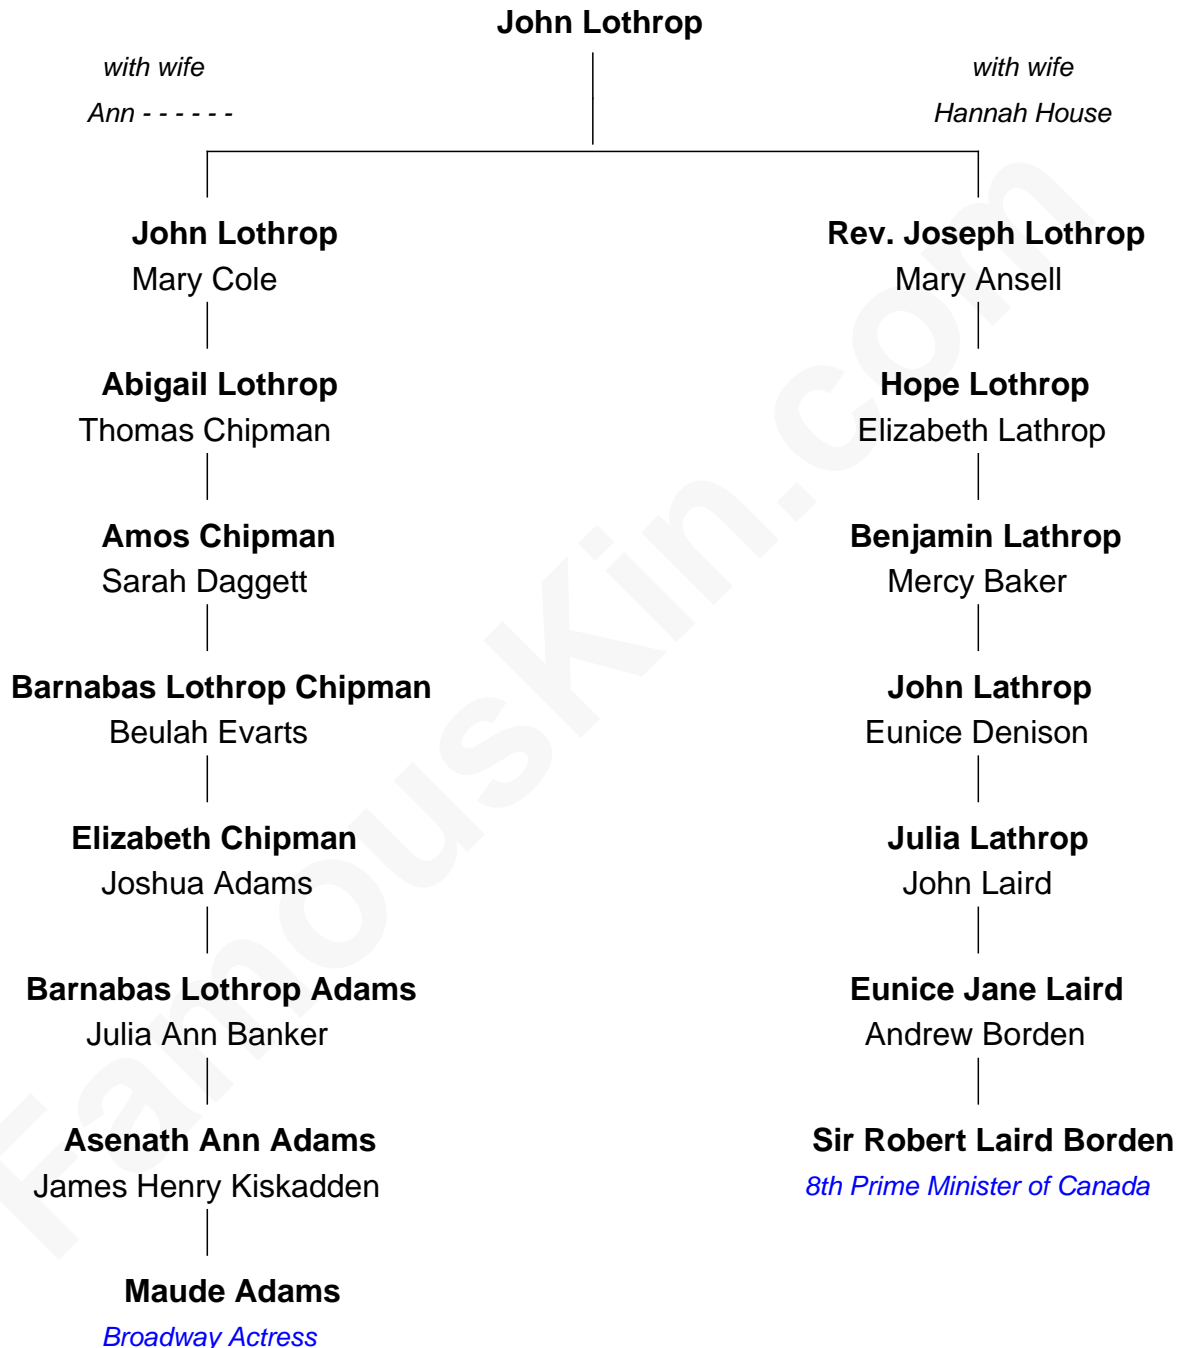 John Lothrop
with wife
Ann - - - - - -
with wife
Hannah House
John Lothrop
Mary Cole
Abigail Lothrop
Thomas Chipman
Amos Chipman
Sarah Daggett
Barnabas Lothrop Chipman
Beulah Evarts
Elizabeth Chipman
Joshua Adams
Barnabas Lothrop Adams
Julia Ann Banker
Asenath Ann Adams
James Henry Kiskadden
Maude Adams
Broadway Actress
Rev. Joseph Lothrop
Mary Ansell
Hope Lothrop
Elizabeth Lathrop
Benjamin Lathrop
Mercy Baker
John Lathrop
Eunice Denison
Julia Lathrop
John Laird
Eunice Jane Laird
Andrew Borden
Sir Robert Laird Borden
8th Prime Minister of Canada
FamousKin.com